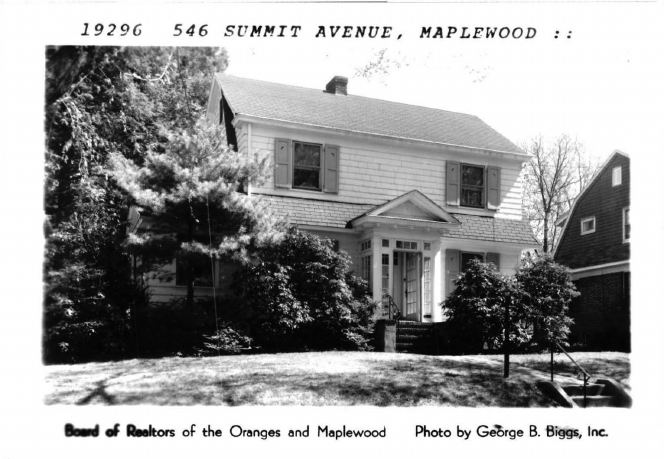 19296 546 SUMMIT AVENUE, MAPLEWOOD ::
Board of Realtors of the Oranges and Maplewood Photo by George B. Biggs, Inc.